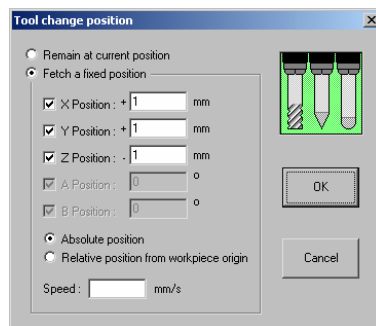 Tool change position
Remain at current position
Fetch a fixed position
X Position : + 1 mm
Y Position : + 1 mm
Z Position : - 1 mm
A Position : 0 °
B Position : 0 °
OK
Absolute position
Relative position from workpiece origin
Cancel
Speed : mm/s